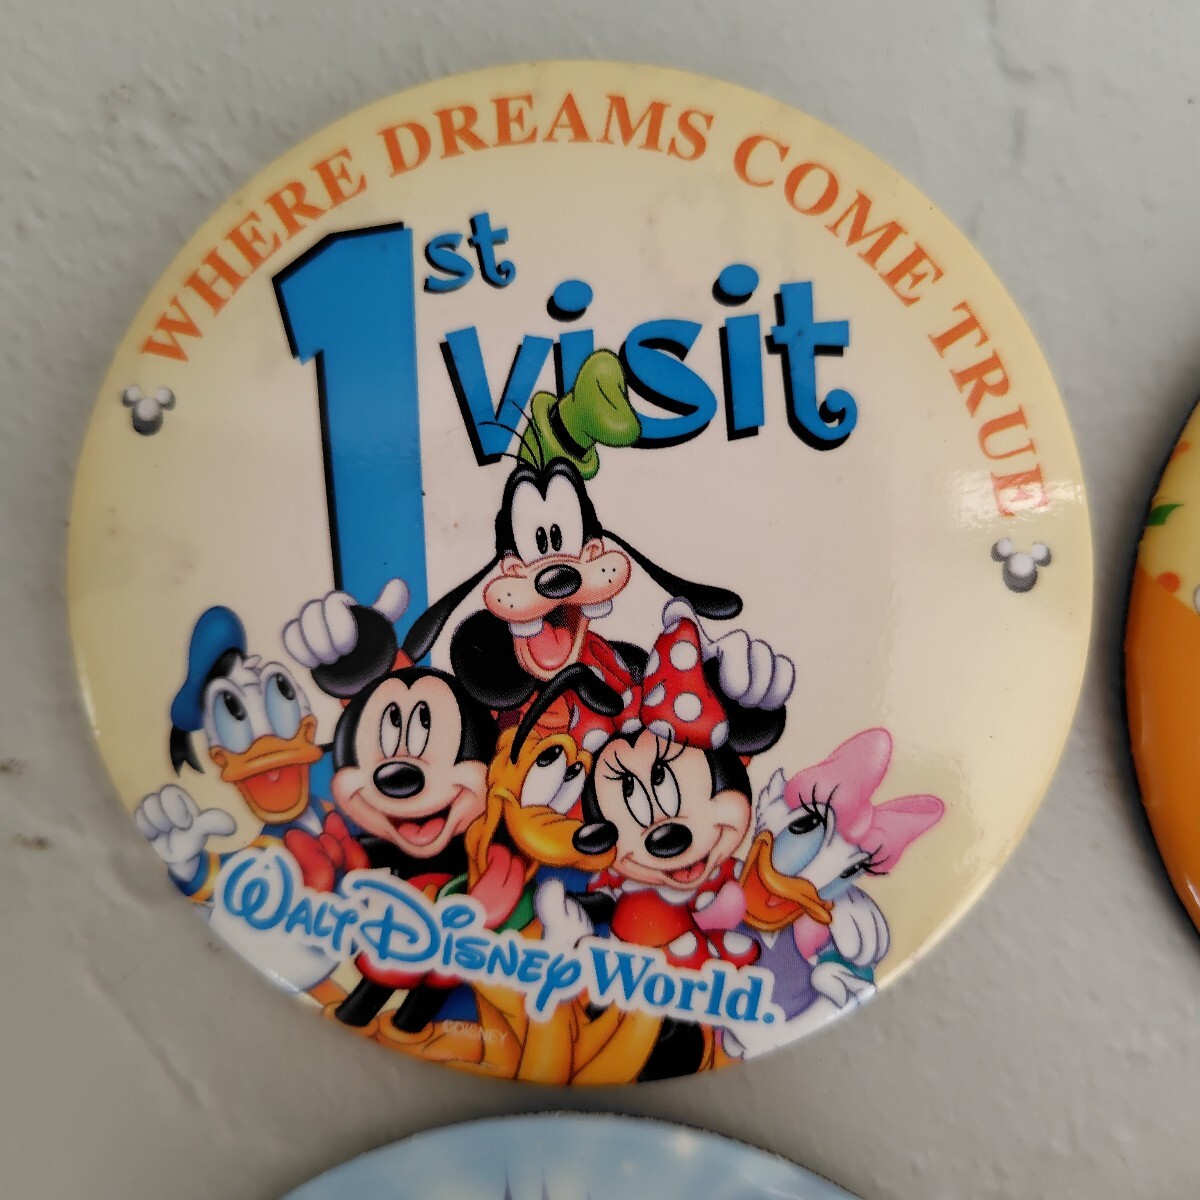 WHERE DREAMS COME TRUE
1st
visit
WALT DISNEY World.
©DISNEY